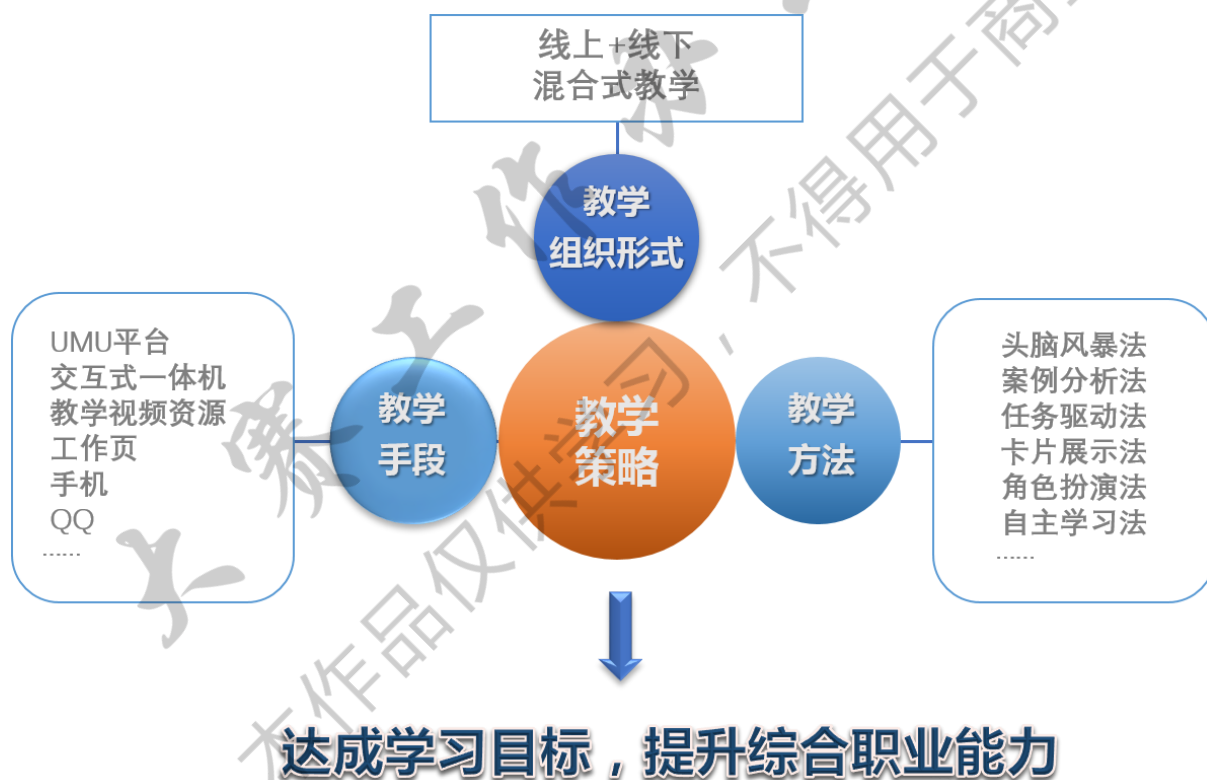 线上+线下
混合式教学
教学
组织形式
UMU平台
交互式一体机
教学视频资源
工作页
手机
QQ
……
教学
手段
教学
策略
教学
方法
头脑风暴法
案例分析法
任务驱动法
卡片展示法
角色扮演法
自主学习法
……
达成学习目标，提升综合职业能力
大赛工作
本作品仅供学习，不得用于商